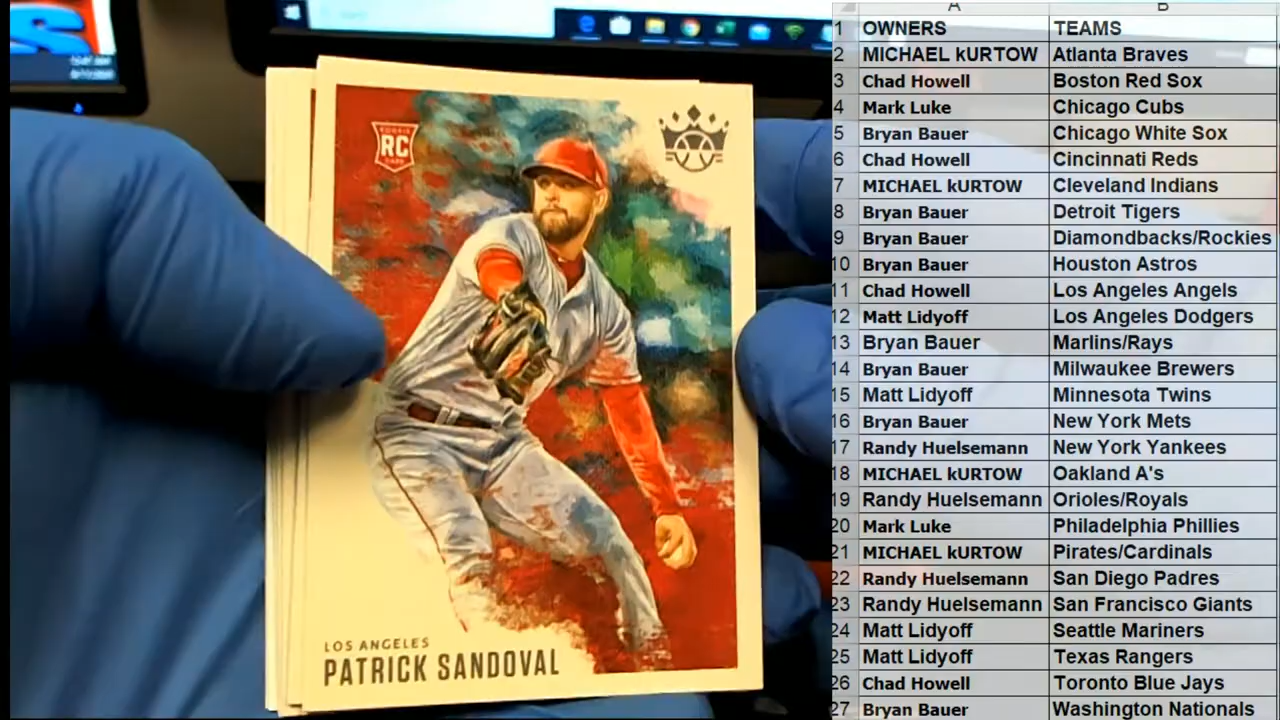 ROOKIE
RC
CARD
LOS ANGELES
PATRICK SANDOVAL
A B
1 OWNERS TEAMS
2 MICHAEL kURTOW Atlanta Braves
3 Chad Howell Boston Red Sox
4 Mark Luke Chicago Cubs
5 Bryan Bauer Chicago White Sox
6 Chad Howell Cincinnati Reds
7 MICHAEL kURTOW Cleveland Indians
8 Bryan Bauer Detroit Tigers
9 Bryan Bauer Diamondbacks/Rockies
10 Bryan Bauer Houston Astros
11 Chad Howell Los Angeles Angels
12 Matt Lidyoff Los Angeles Dodgers
13 Bryan Bauer Marlins/Rays
14 Bryan Bauer Milwaukee Brewers
15 Matt Lidyoff Minnesota Twins
16 Bryan Bauer New York Mets
17 Randy Huelsemann New York Yankees
18 MICHAEL kURTOW Oakland A's
19 Randy Huelsemann Orioles/Royals
20 Mark Luke Philadelphia Phillies
21 MICHAEL kURTOW Pirates/Cardinals
22 Randy Huelsemann San Diego Padres
23 Randy Huelsemann San Francisco Giants
24 Matt Lidyoff Seattle Mariners
25 Matt Lidyoff Texas Rangers
26 Chad Howell Toronto Blue Jays
27 Bryan Bauer Washington Nationals